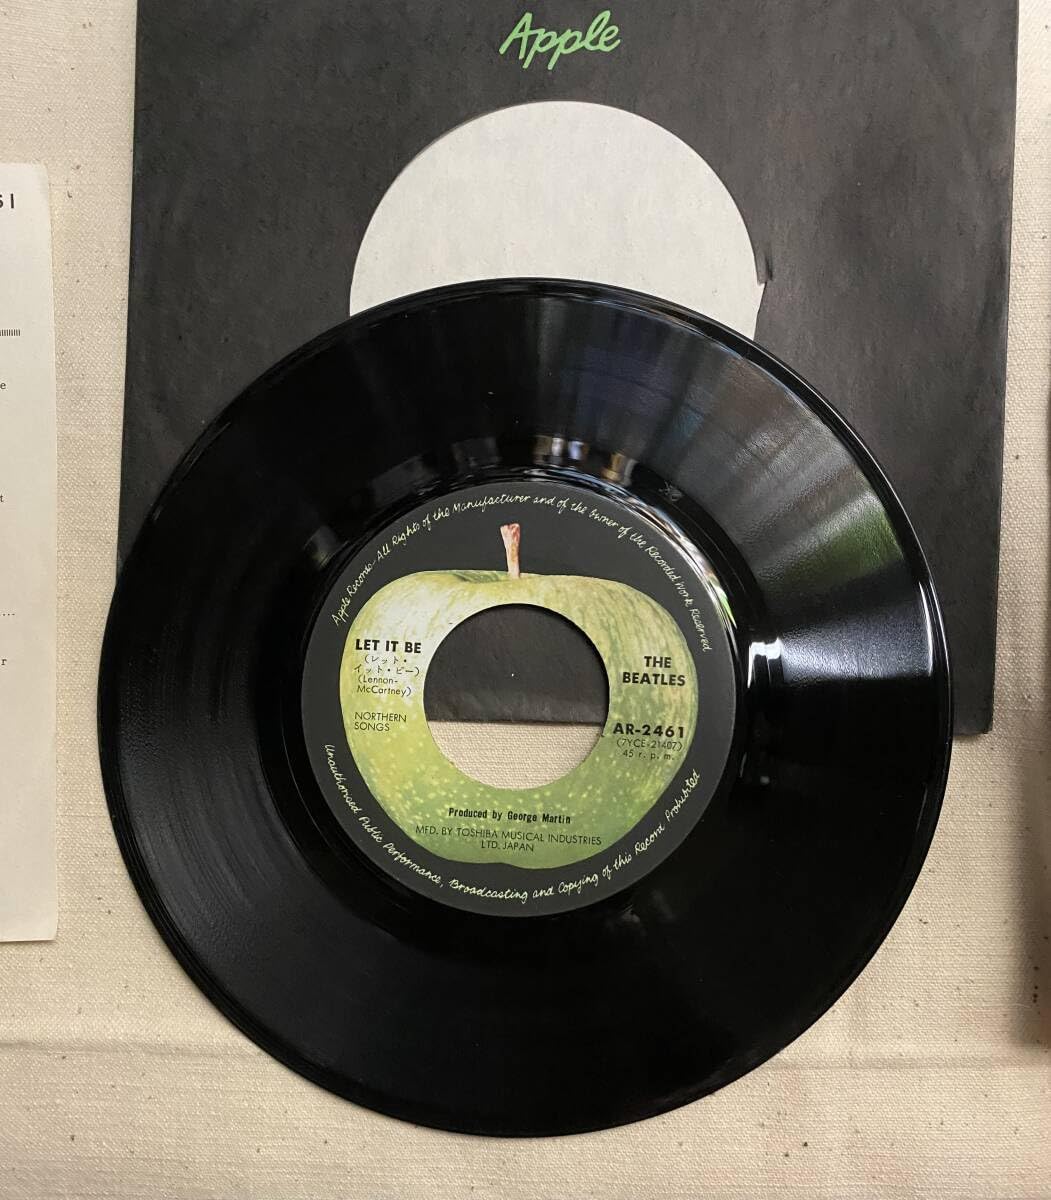 Apple
Apple Records-All Rights of the Manufacturer and of the Owner of the Recorded Work Reserved
LET IT BE
(レット・
イット・ビー)
(Lennon-
McCartney)
NORTHERN
SONGS
THE
BEATLES
AR-2461
(7YCE-21407)
45 r. p. m.
Produced by George Martin
MFD. BY TOSHIBA MUSICAL INDUSTRIES
LTD. JAPAN
Unauthorised Public Performance, Broadcasting and Copying of this Record Prohibited